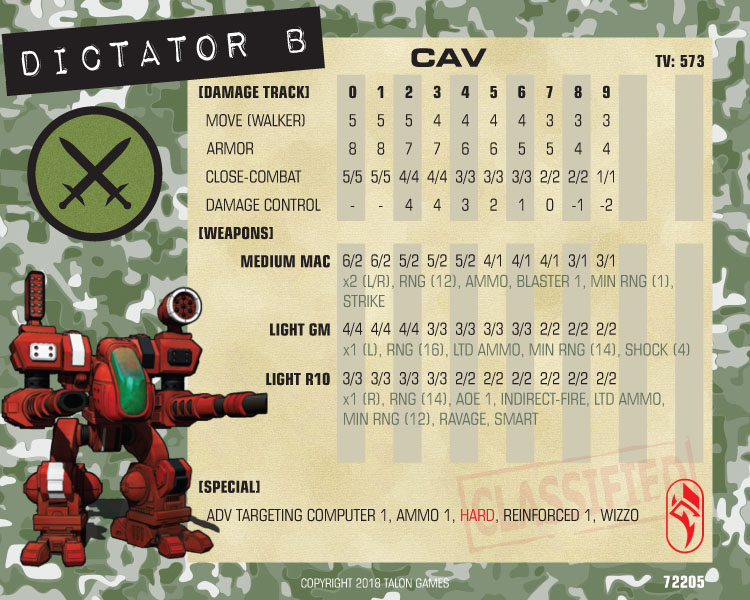 DICTATOR B
CAV
TV: 573
[DAMAGE TRACK] 0 1 2 3 4 5 6 7 8 9
MOVE (WALKER) 5 5 5 4 4 4 4 3 3 3
ARMOR 8 8 7 7 6 6 5 5 4 4
CLOSE-COMBAT 5/5 5/5 4/4 4/4 3/3 3/3 3/3 2/2 2/2 1/1
DAMAGE CONTROL - - 4 4 3 2 1 0 -1 -2
[WEAPONS]
MEDIUM MAC 6/2 6/2 5/2 5/2 5/2 4/1 4/1 4/1 3/1 3/1
x2 (L/R), RNG (12), AMMO, BLASTER 1, MIN RNG (1),
STRIKE
LIGHT GM 4/4 4/4 4/4 3/3 3/3 3/3 3/3 2/2 2/2 2/2
x1 (L), RNG (16), LTD AMMO, MIN RNG (14), SHOCK (4)
LIGHT R10 3/3 3/3 3/3 3/3 2/2 2/2 2/2 2/2 2/2 2/2
x1 (R), RNG (14), AOE 1, INDIRECT-FIRE, LTD AMMO,
MIN RNG (12), RAVAGE, SMART
CLASSIFIED
[SPECIAL]
ADV TARGETING COMPUTER 1, AMMO 1, HARD, REINFORCED 1, WIZZO
COPYRIGHT 2018 TALON GAMES
72205